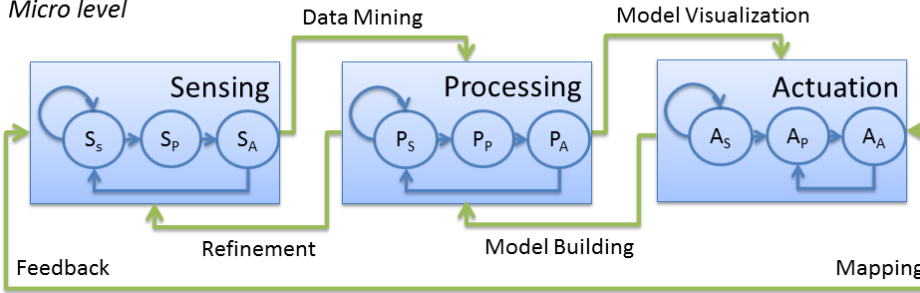 Micro level
Data Mining
Model Visualization
Sensing
Processing
Actuation
Ss SP SA
PS PP PA
AS AP AA
Refinement
Model Building
Feedback
Mapping